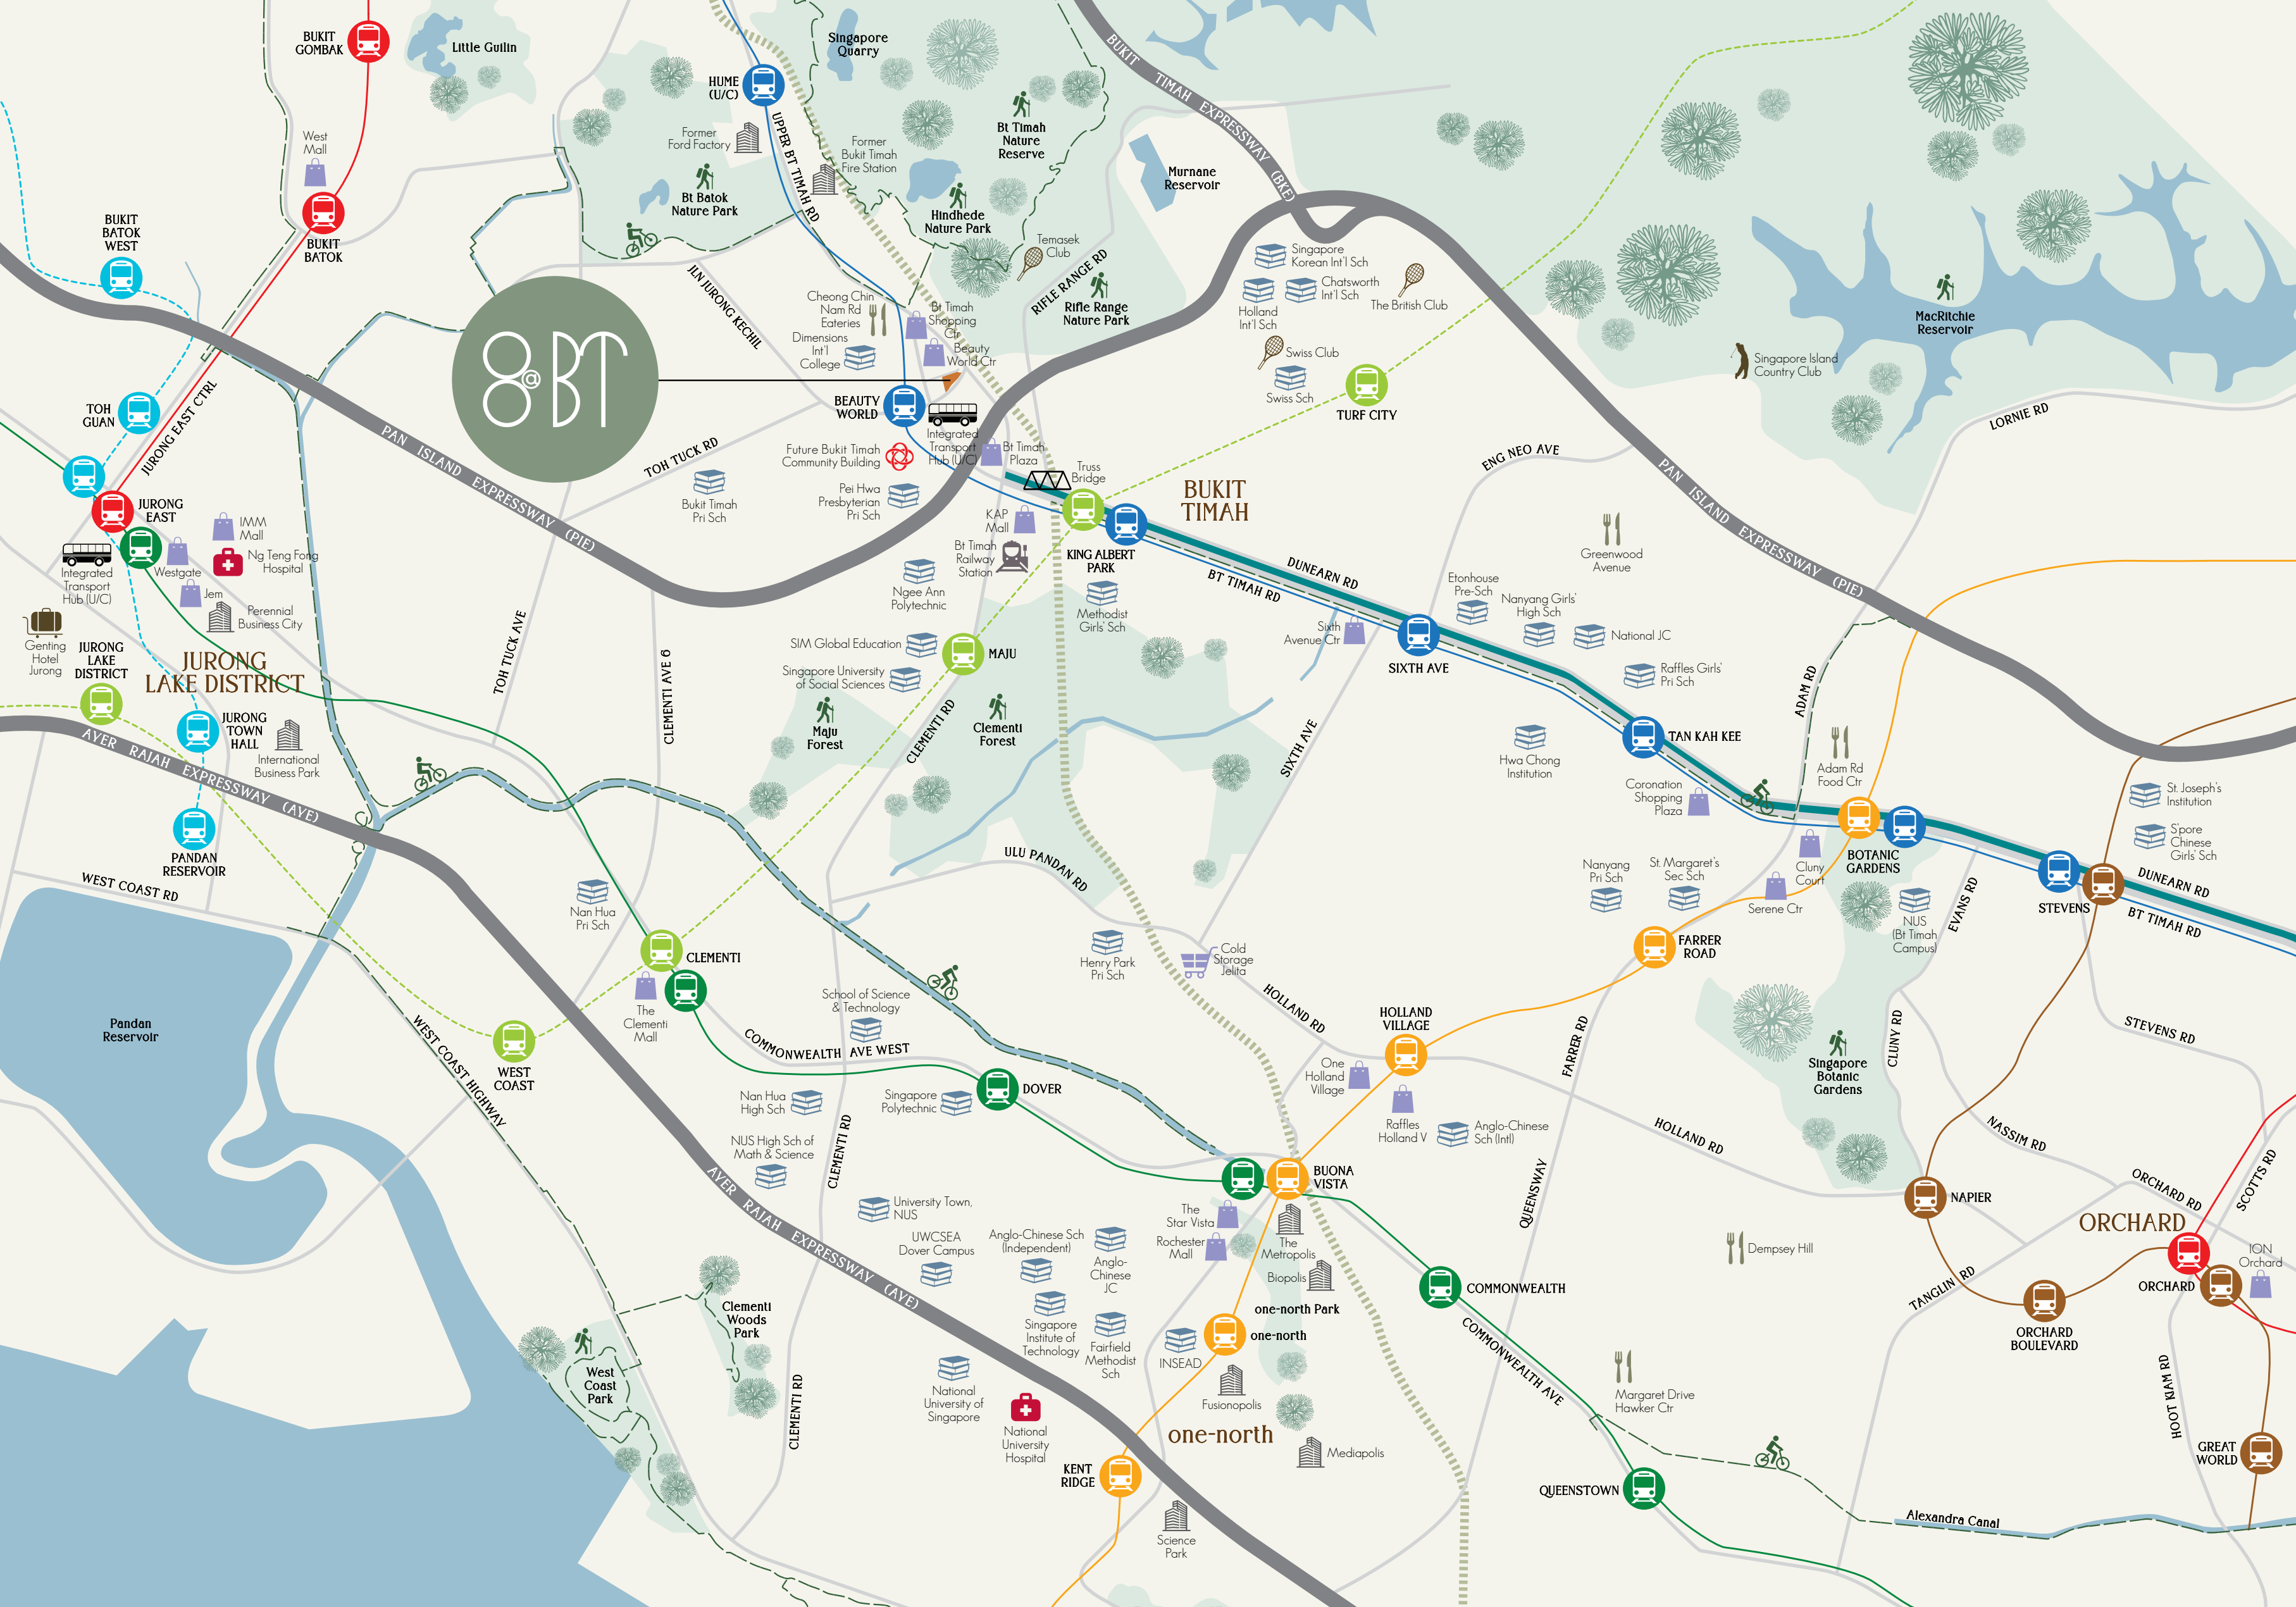 BUKIT
GOMBAK
Little Guilin
Singapore
Quarry
HUME
(U/C)
BUKIT TIMAH EXPRESSWAY (BKE)
West
Mall
Former
Ford Factory
UPPER BT TIMAH RD
Former
Bukit Timah
Fire Station
Bt Timah
Nature
Reserve
Murnane
Reservoir
Bt Batok
Nature Park
Hindhede
Nature Park
BUKIT
BATOK
WEST
BUKIT
BATOK
Temasek
Club
RIFLE RANGE RD
Rifle Range
Nature Park
Singapore
Korean Int'l Sch
Chatsworth
Int'l Sch
Holland
Int'l Sch
The British Club
MacRitchie
Reservoir
JLN JURONG KECHIL
Cheong Chin
Nam Rd
Eateries
Bt Timah
Shopping
Ctr
Dimensions
Int'l
College
Beauty
World Ctr
Swiss Club
Swiss Sch
Singapore Island
Country Club
8@BT
TURF CITY
LORNIE RD
TOH
GUAN
JURONG EAST CTRL
BEAUTY
WORLD
Integrated
Transport
Hub (U/C)
PAN ISLAND EXPRESSWAY (PIE)
TOH TUCK RD
Future Bukit Timah
Community Building
Bt Timah
Plaza
Truss
Bridge
ENG NEO AVE
PAN ISLAND EXPRESSWAY (PIE)
Bukit Timah
Pri Sch
Pei Hwa
Presbyterian
Pri Sch
KAP
Mall
BUKIT
TIMAH
JURONG
EAST
IMM
Mall
Ng Teng Fong
Hospital
Integrated
Transport
Hub (U/C)
Westgate
Jem
Perennial
Business City
Bt Timah
Railway
Station
KING ALBERT
PARK
DUNEARN RD
BT TIMAH RD
Greenwood
Avenue
Ngee Ann
Polytechnic
Methodist
Girls' Sch
Etonhouse
Pre-Sch
Nanyang Girls'
High Sch
National JC
Genting
Hotel
Jurong
JURONG
LAKE
DISTRICT
JURONG
LAKE DISTRICT
TOH TUCK AVE
CLEMENTI AVE 6
SIM Global Education
MAJU
Sixth
Avenue Ctr
SIXTH AVE
Singapore University
of Social Sciences
Raffles Girls'
Pri Sch
ADAM RD
JURONG
TOWN
HALL
International
Business Park
Maju
Forest
CLEMENTI RD
Clementi
Forest
SIXTH AVE
TAN KAH KEE
Hwa Chong
Institution
Adam Rd
Food Ctr
AYER RAJAH EXPRESSWAY (AYE)
Coronation
Shopping
Plaza
St. Joseph's
Institution
S'pore
Chinese
Girls' Sch
PANDAN
RESERVOIR
WEST COAST RD
ULU PANDAN RD
BOTANIC
GARDENS
Nanyang
Pri Sch
St. Margaret's
Sec Sch
Cluny
Court
Serene Ctr
NUS
(Bt Timah
Campus)
EVANS RD
STEVENS
DUNEARN RD
BT TIMAH RD
Nan Hua
Pri Sch
CLEMENTI
Henry Park
Pri Sch
Cold
Storage
Jelita
FARRER
ROAD
Pandan
Reservoir
The
Clementi
Mall
School of Science
& Technology
HOLLAND RD
HOLLAND
VILLAGE
FARRER RD
CLUNY RD
STEVENS RD
WEST COAST HIGHWAY
WEST
COAST
COMMONWEALTH AVE WEST
DOVER
One
Holland
Village
Singapore
Botanic
Gardens
Nan Hua
High Sch
Singapore
Polytechnic
Raffles
Holland V
Anglo-Chinese
Sch (Intl)
HOLLAND RD
NASSIM RD
NUS High Sch of
Math & Science
CLEMENTI RD
BUONA
VISTA
QUEENSWAY
NAPIER
ORCHARD RD
SCOTTS RD
AYER RAJAH EXPRESSWAY (AYE)
University Town,
NUS
The
Star Vista
ORCHARD
UWCSEA
Dover Campus
Anglo-Chinese Sch
(Independent)
Anglo-
Chinese
JC
Rochester
Mall
The
Metropolis
Biopolis
Dempsey Hill
ION
Orchard
COMMONWEALTH
ORCHARD
TANGLIN RD
Clementi
Woods
Park
one-north Park
one-north
Singapore
Institute of
Technology
Fairfield
Methodist
Sch
INSEAD
COMMONWEALTH AVE
ORCHARD
BOULEVARD
West
Coast
Park
CLEMENTI RD
National
University of
Singapore
National
University
Hospital
Fusionopolis
one-north
Mediapolis
Margaret Drive
Hawker Ctr
HOOT KIAM RD
GREAT
WORLD
KENT
RIDGE
QUEENSTOWN
Science
Park
Alexandra Canal